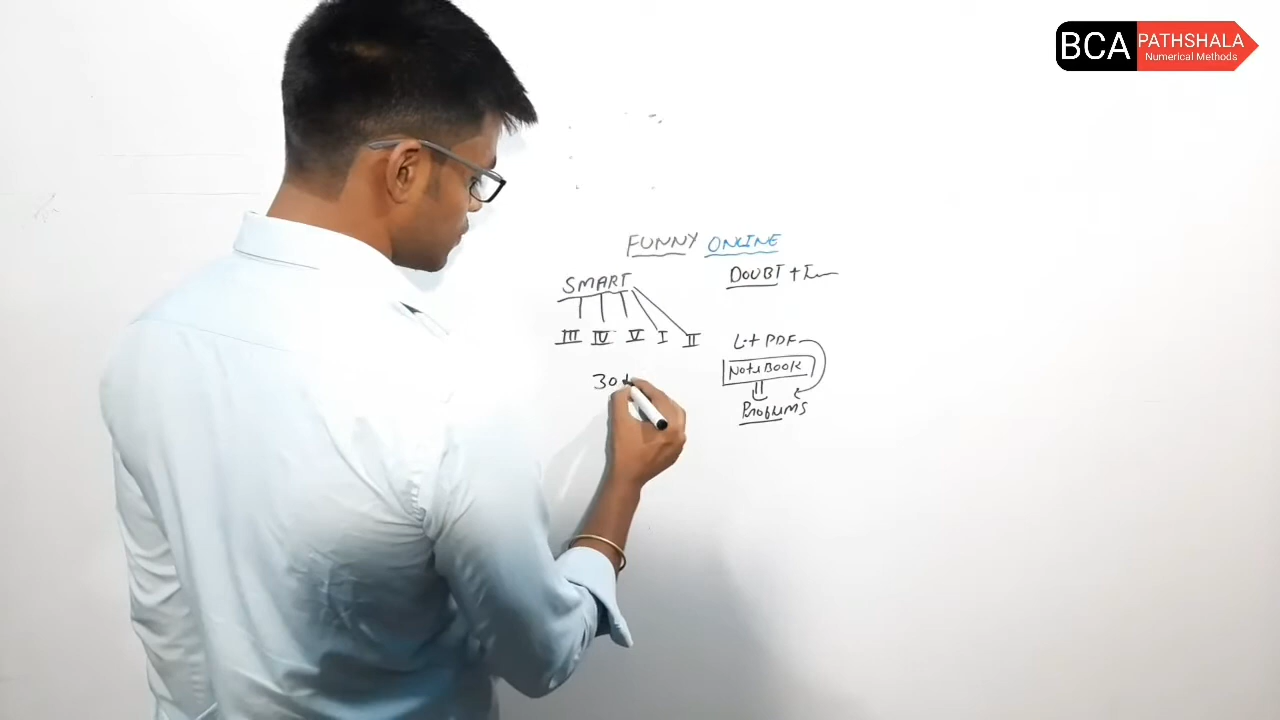 BCA PATHSHALA
Numerical Methods
FUNNY ONLINE
SMART
DOUBT +
III IV V I II
L.+ PDF
NOTEBOOK
PROBLEMS
30